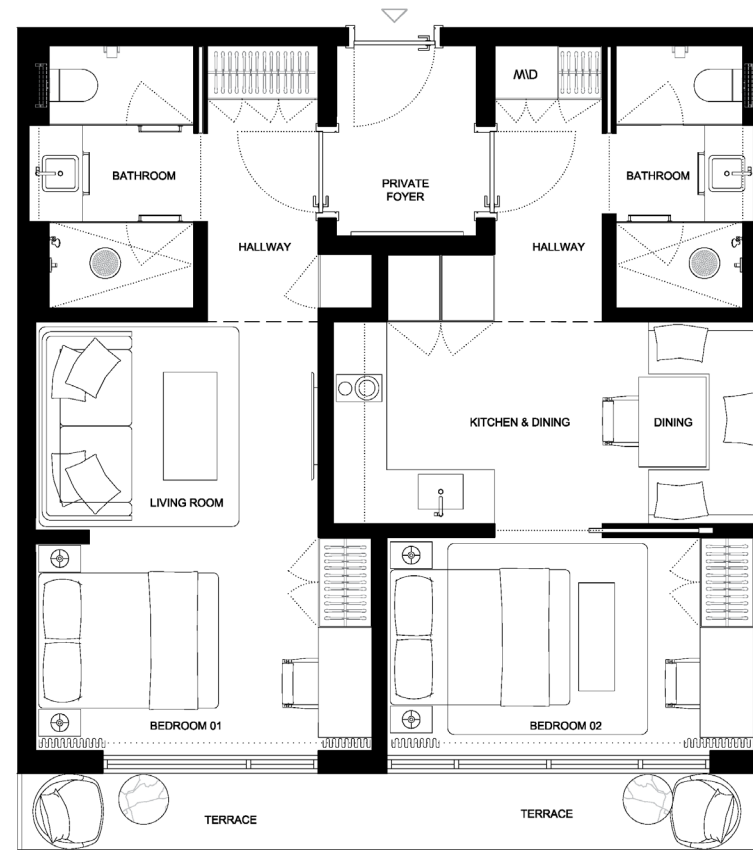 M\D
BATHROOM
PRIVATE
FOYER
BATHROOM
HALLWAY
HALLWAY
KITCHEN & DINING
DINING
LIVING ROOM
BEDROOM 01
BEDROOM 02
TERRACE
TERRACE